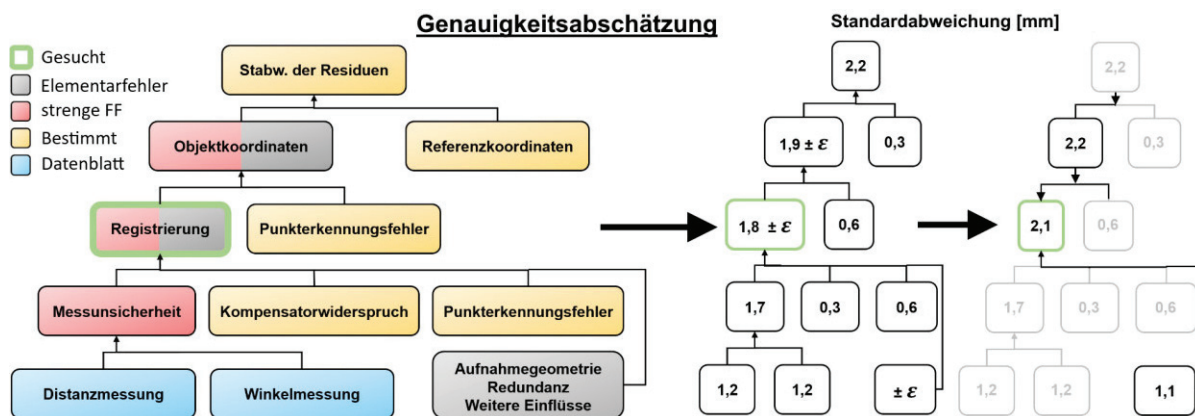 Genauigkeitsabschätzung
Gesucht
Elementarfehler
strenge FF
Bestimmt
Datenblatt
Stabw. der Residuen
Objektkoordinaten
Referenzkoordinaten
Registrierung
Punkterkennungsfehler
Messunsicherheit
Kompensatorwiderspruch
Punkterkennungsfehler
Distanzmessung
Winkelmessung
Aufnahmegeometrie
Redundanz
Weitere Einflüsse
Standardabweichung [mm]
2,2
1,9 ± ε
0,3
1,8 ± ε
0,6
1,7
0,3
0,6
1,2
1,2
± ε
2,2
2,2
0,3
2,1
0,6
1,7
0,3
0,6
1,2
1,2
1,1